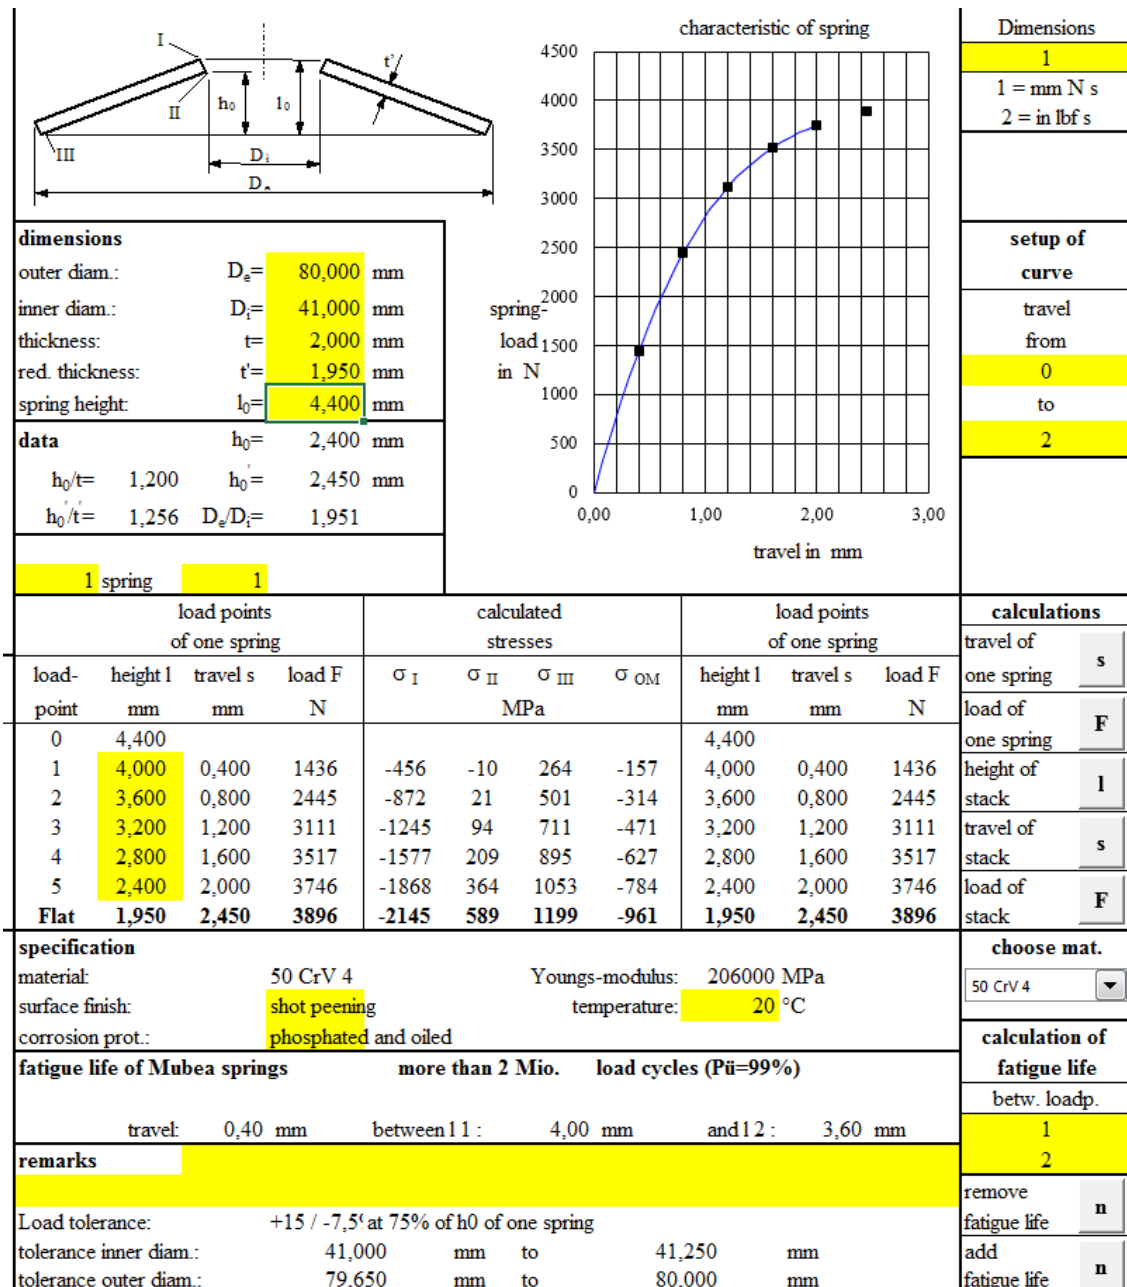 characteristic of spring
4500
4000
3500
3000
2500
2000
1500
1000
500
0
0,00 1,00 2,00 3,00
travel in mm
spring-
load
in N
I
II
III
h₀
l₀
t'
Dᵢ
Dₑ
Dimensions
1
1 = mm N s
2 = in lbf s
setup of
curve
travel
from
0
to
2
dimensions
outer diam.: Dₑ= 80,000 mm
inner diam.: Dᵢ= 41,000 mm
thickness: t= 2,000 mm
red. thickness: t'= 1,950 mm
spring height: l₀= 4,400 mm
data h₀= 2,400 mm
h₀/t= 1,200 h₀'= 2,450 mm
h₀'/t'= 1,256 Dₑ/Dᵢ= 1,951
1 spring 1
load points calculated load points calculations
of one spring stresses of one spring
load- height l travel s load F σ I σ II σ III σ OM height l travel s load F
point mm mm N MPa mm mm N
0 4,400 4,400
1 4,000 0,400 1436 -456 -10 264 -157 4,000 0,400 1436
2 3,600 0,800 2445 -872 21 501 -314 3,600 0,800 2445
3 3,200 1,200 3111 -1245 94 711 -471 3,200 1,200 3111
4 2,800 1,600 3517 -1577 209 895 -627 2,800 1,600 3517
5 2,400 2,000 3746 -1868 364 1053 -784 2,400 2,000 3746
Flat 1,950 2,450 3896 -2145 589 1199 -961 1,950 2,450 3896
travel of
one spring s
load of
one spring F
height of
stack l
travel of
stack s
load of
stack F
specification
material: 50 CrV 4 Youngs-modulus: 206000 MPa
surface finish: shot peening temperature: 20 °C
corrosion prot.: phosphated and oiled
choose mat.
50 CrV 4
fatigue life of Mubea springs more than 2 Mio. load cycles (Pü=99%)
travel: 0,40 mm between l 1 : 4,00 mm and l 2 : 3,60 mm
calculation of
fatigue life
betw. loadp.
1
2
remarks
Load tolerance: +15 / -7,5 at 75% of h0 of one spring
tolerance inner diam.: 41,000 mm to 41,250 mm
tolerance outer diam.: 79,650 mm to 80,000 mm
remove
fatigue life n
add
fatigue life n